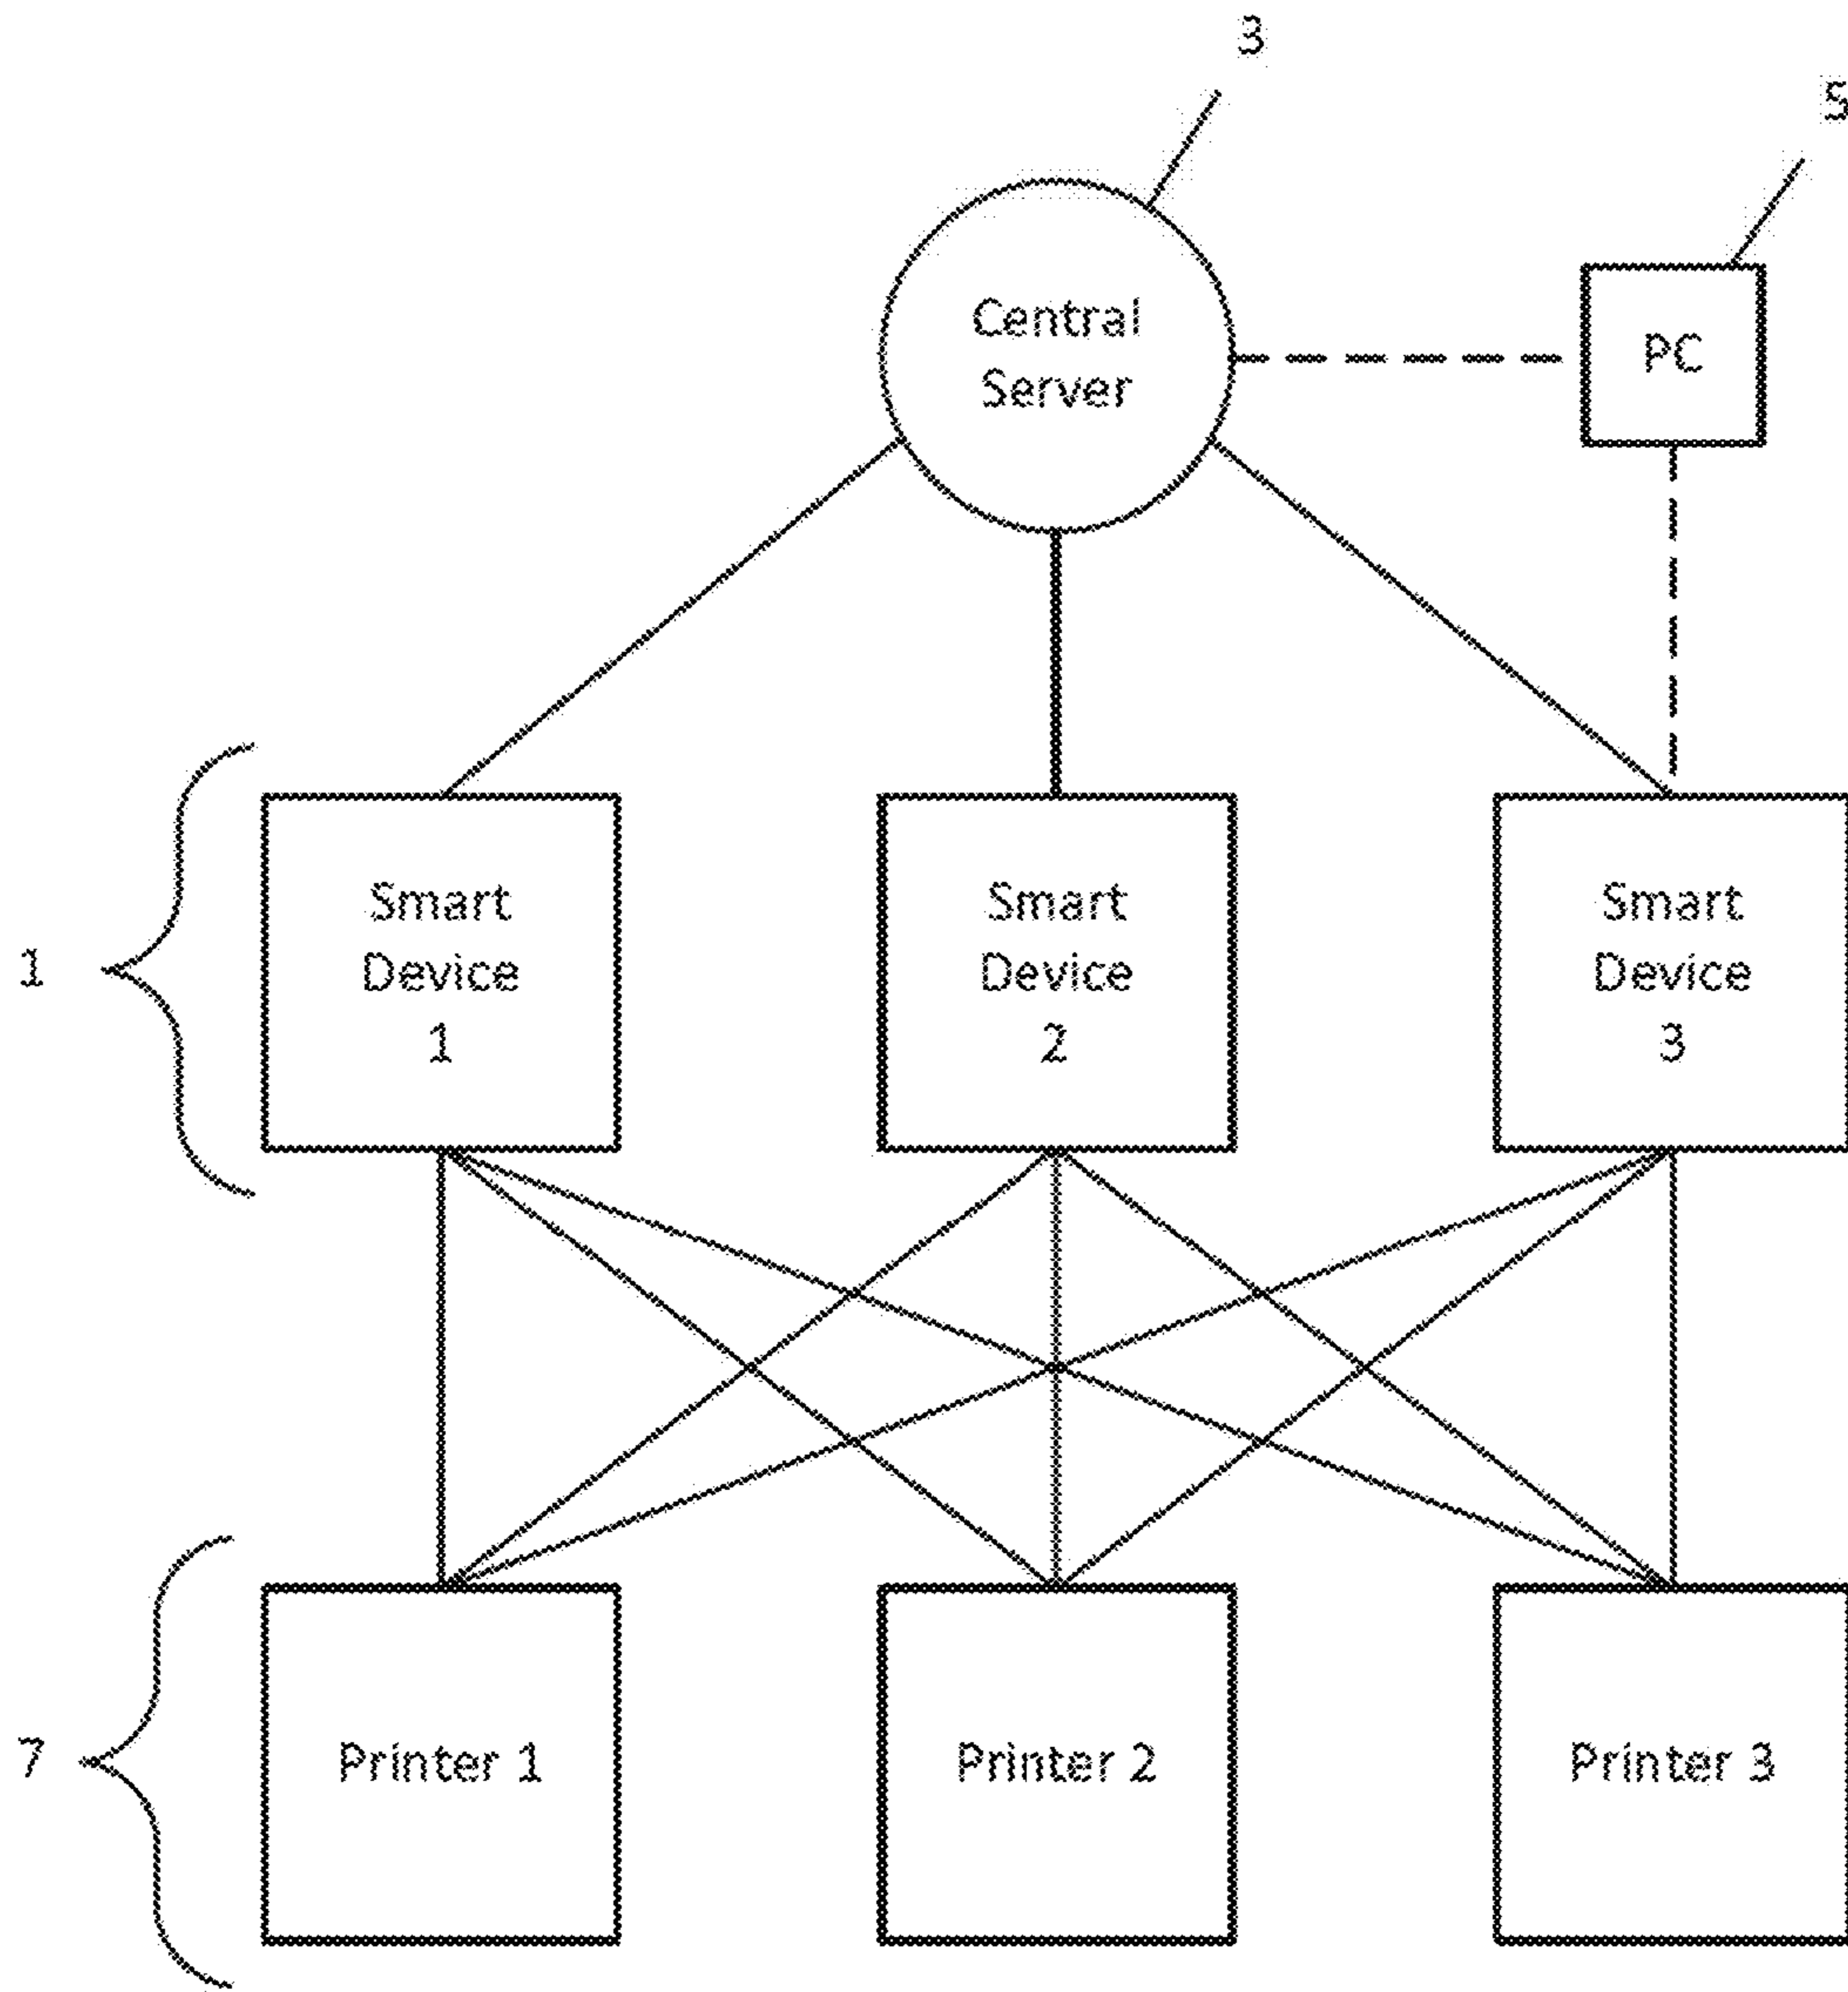 3
5
Central
Server
PC
Smart
Device
1
Smart
Device
2
Smart
Device
3
1
Printer 1
Printer 2
Printer 3
7